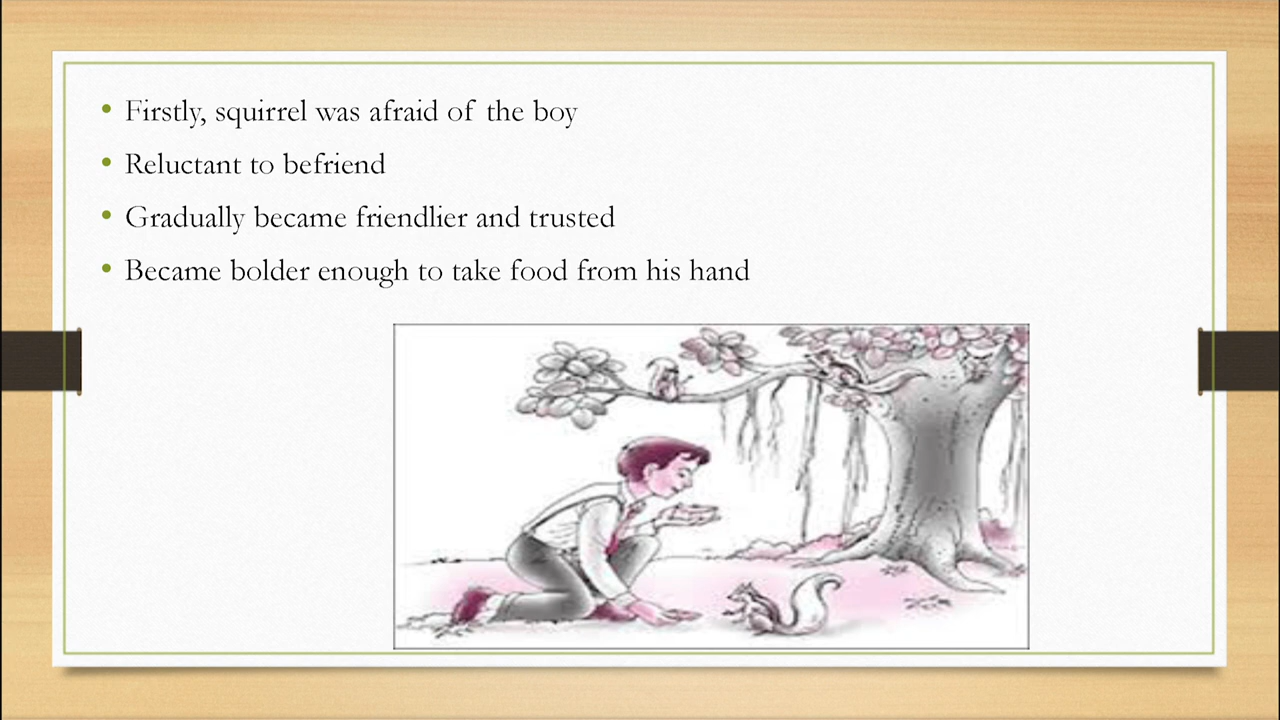 • Firstly, squirrel was afraid of the boy
• Reluctant to befriend
• Gradually became friendlier and trusted
• Became bolder enough to take food from his hand